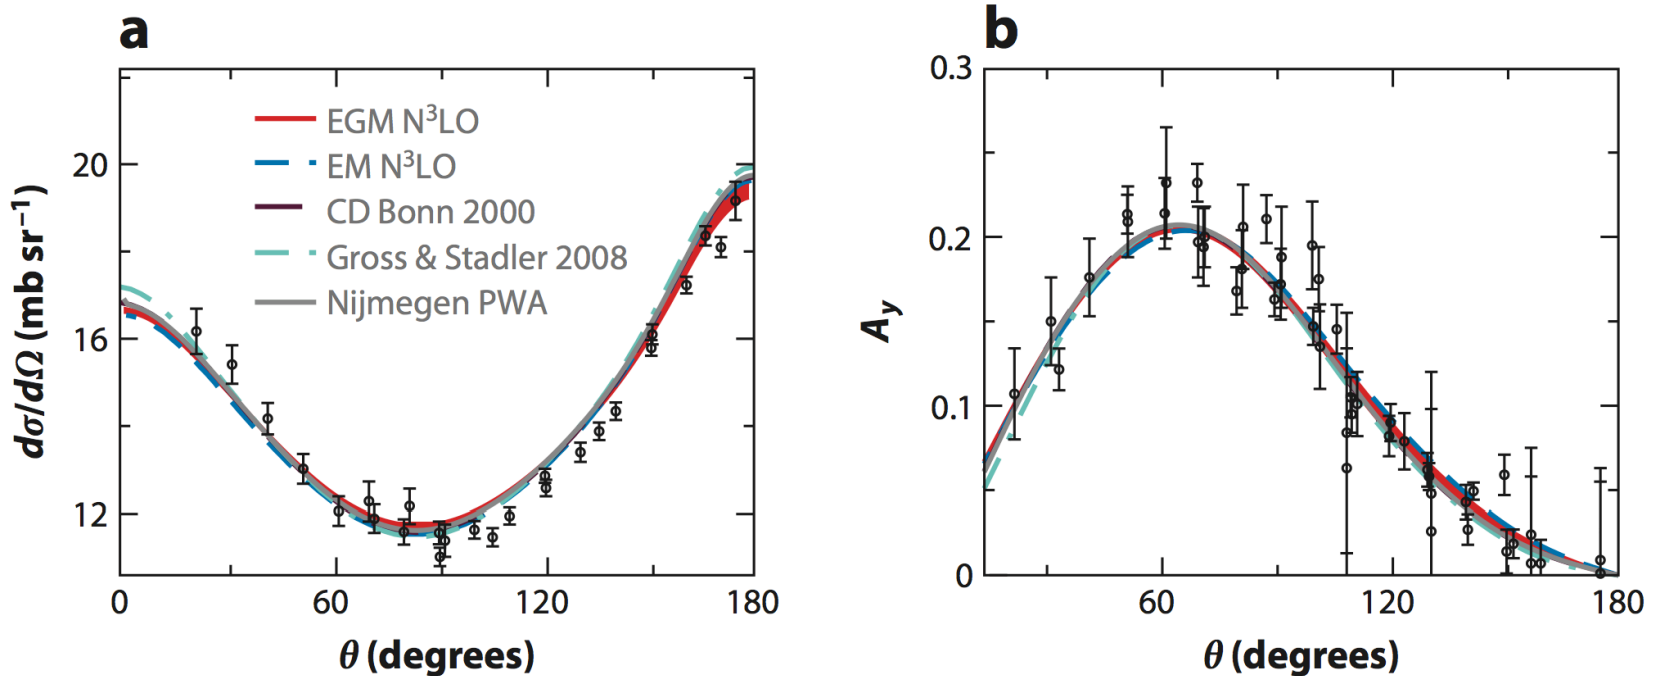 a
b
EGM N³LO
EM N³LO
CD Bonn 2000
Gross & Stadler 2008
Nijmegen PWA
dσ/dΩ (mb sr⁻¹)
20
16
12
0 60 120 180
θ (degrees)
A_y
0.3
0.2
0.1
0
60 120 180
θ (degrees)